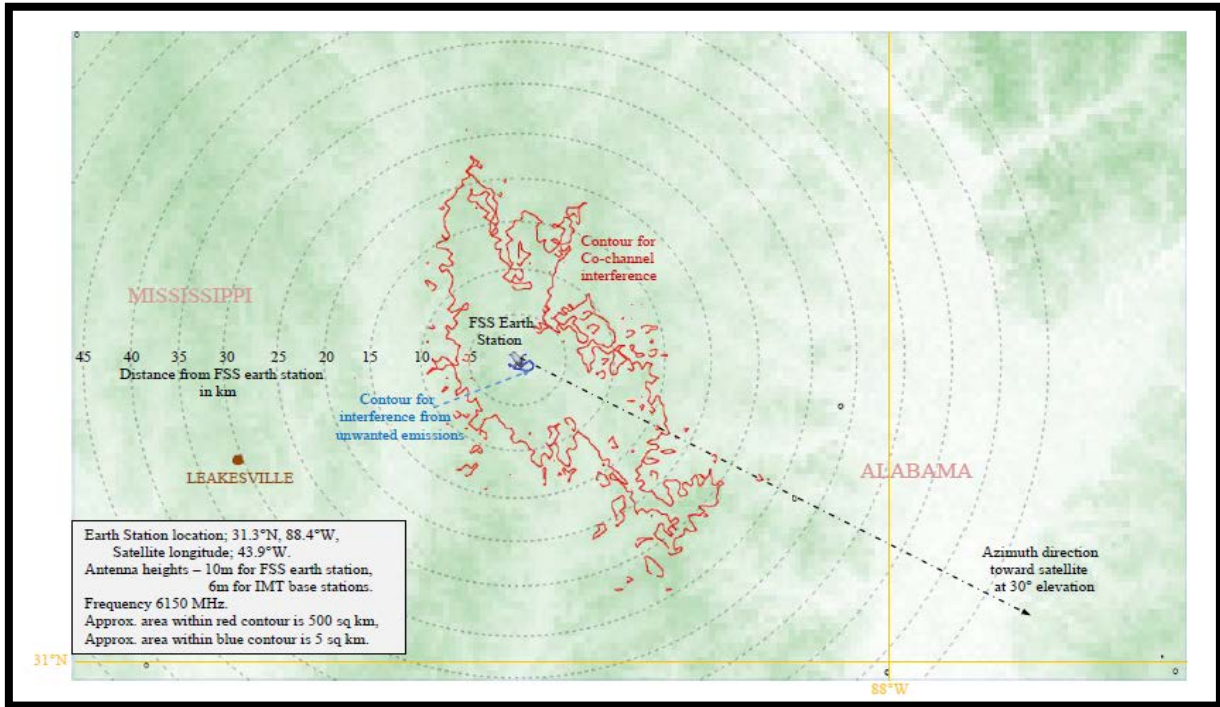 Contour for
Co-channel
interference
MISSISSIPPI
FSS Earth
Station
45 40 35 30 25 20 15 10 5
Distance from FSS earth station
in km
Contour for
interference from
unwanted emissions
LEAKESVILLE
ALABAMA
Earth Station location; 31.3°N, 88.4°W,
Satellite longitude; 43.9°W.
Antenna heights – 10m for FSS earth station,
6m for IMT base stations.
Frequency 6150 MHz.
Approx. area within red contour is 500 sq km,
Approx. area within blue contour is 5 sq km.
Azimuth direction
toward satellite
at 30° elevation
31°N
88°W